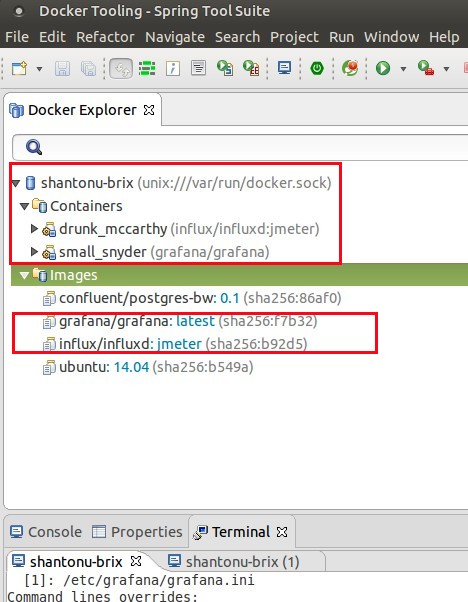 Docker Tooling - Spring Tool Suite
File Edit Refactor Navigate Search Project Run Window Help
Docker Explorer
shantonu-brix (unix:///var/run/docker.sock)
Containers
drunk_mccarthy (influx/influxd:jmeter)
small_snyder (grafana/grafana)
Images
confluent/postgres-bw: 0.1 (sha256:86af0)
grafana/grafana: latest (sha256:f7b32)
influx/influxd: jmeter (sha256:b92d5)
ubuntu: 14.04 (sha256:b549a)
Console Properties Terminal
shantonu-brix shantonu-brix (1)
[1]: /etc/grafana/grafana.ini
Command lines overrides: